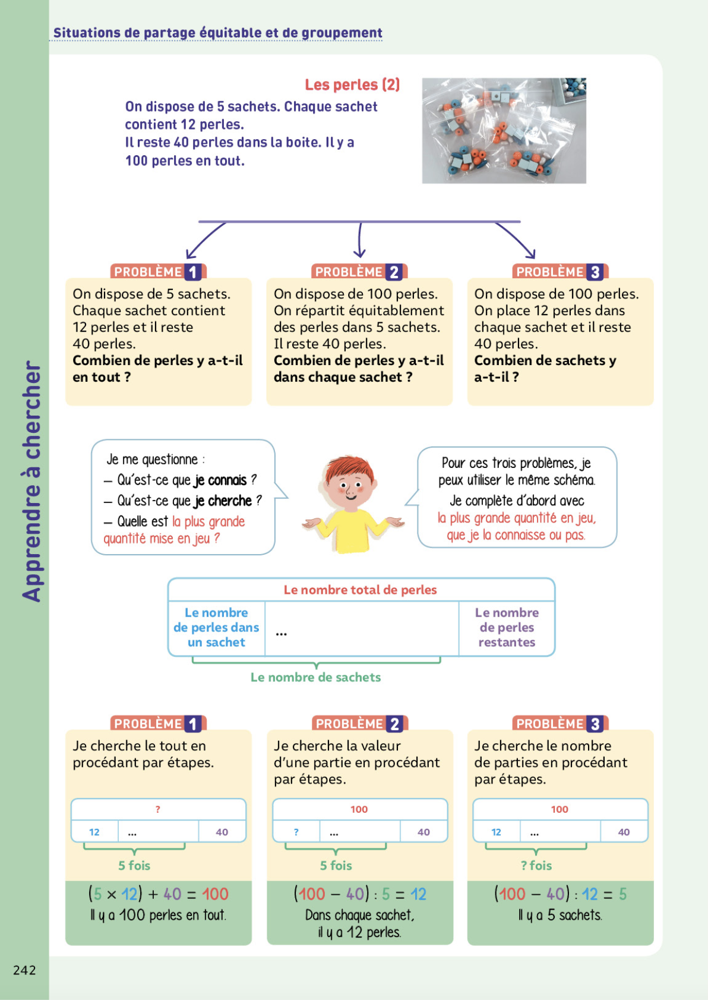 Situations de partage équitable et de groupement
Les perles (2)
On dispose de 5 sachets. Chaque sachet
contient 12 perles.
Il reste 40 perles dans la boite. Il y a
100 perles en tout.
PROBLÈME 1
On dispose de 5 sachets.
Chaque sachet contient
12 perles et il reste
40 perles.
Combien de perles y a-t-il
en tout ?
PROBLÈME 2
On dispose de 100 perles.
On répartit équitablement
des perles dans 5 sachets.
Il reste 40 perles.
Combien de perles y a-t-il
dans chaque sachet ?
PROBLÈME 3
On dispose de 100 perles.
On place 12 perles dans
chaque sachet et il reste
40 perles.
Combien de sachets y
a-t-il ?
Apprendre à chercher
Je me questionne :
– Qu'est-ce que je connais ?
– Qu'est-ce que je cherche ?
– Quelle est la plus grande
quantité mise en jeu ?
Pour ces trois problèmes, je
peux utiliser le même schéma.
Je complète d'abord avec
la plus grande quantité en jeu,
que je la connaisse ou pas.
Le nombre total de perles
Le nombre
de perles dans
un sachet
...
Le nombre
de perles
restantes
Le nombre de sachets
PROBLÈME 1
Je cherche le tout en
procédant par étapes.
?
12 ... 40
5 fois
(5 × 12) + 40 = 100
Il y a 100 perles en tout.
PROBLÈME 2
Je cherche la valeur
d'une partie en procédant
par étapes.
100
? ... 40
5 fois
(100 – 40) : 5 = 12
Dans chaque sachet,
il y a 12 perles.
PROBLÈME 3
Je cherche le nombre
de parties en procédant
par étapes.
100
12 ... 40
? fois
(100 – 40) : 12 = 5
Il y a 5 sachets.
242